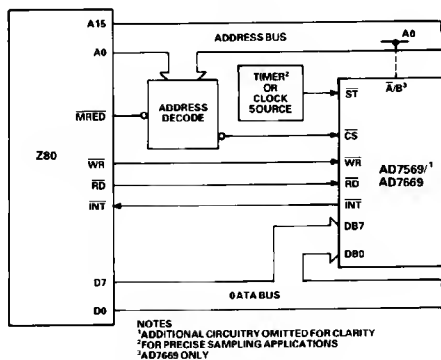 A15
ADDRESS BUS
A0
A0
TIMER²
OR
CLOCK
SOURCE
ST
A/B³
ADDRESS
DECODE
MRED
CS
Z80
AD7569/¹
AD7669
WR
WR
RD
RD
INT
INT
DB7
DB0
D7
DATA BUS
D0
NOTES
¹ADDITIONAL CIRCUITRY OMITTED FOR CLARITY
²FOR PRECISE SAMPLING APPLICATIONS
³AD7669 ONLY